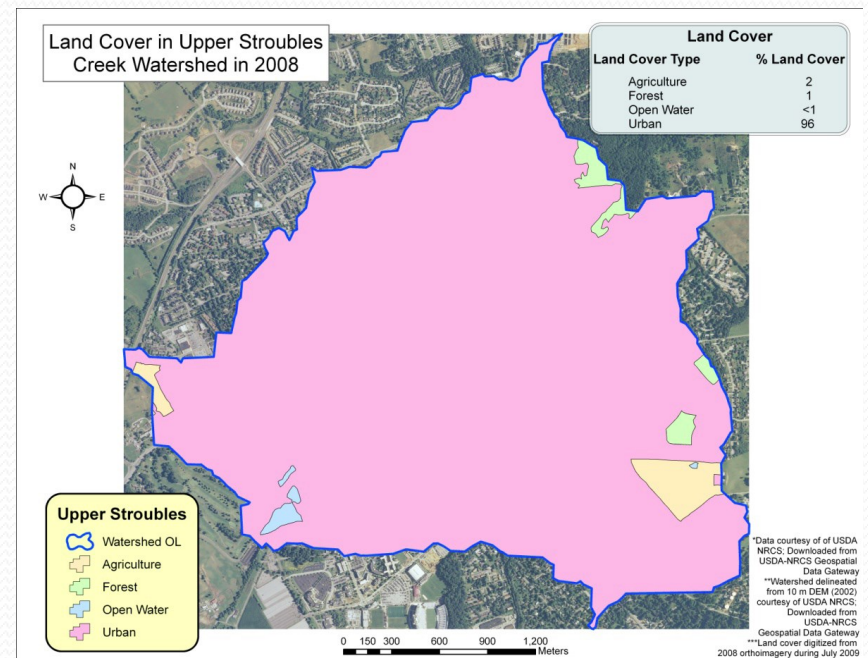 Land Cover in Upper Stroubles
Creek Watershed in 2008
Land Cover
Land Cover Type % Land Cover
Agriculture 2
Forest 1
Open Water <1
Urban 96
N
W E
S
Upper Stroubles
Watershed OL
Agriculture
Forest
Open Water
Urban
0 150 300 600 900 1,200
Meters
*Data courtesy of of USDA
NRCS; Downloaded from
USDA-NRCS Geospatial
Data Gateway
**Watershed delineated
from 10 m DEM (2002)
courtesy of USDA NRCS;
Downloaded from
USDA-NRCS
Geospatial Data Gateway
***Land cover digitized from
2008 orthoimagery during July 2009